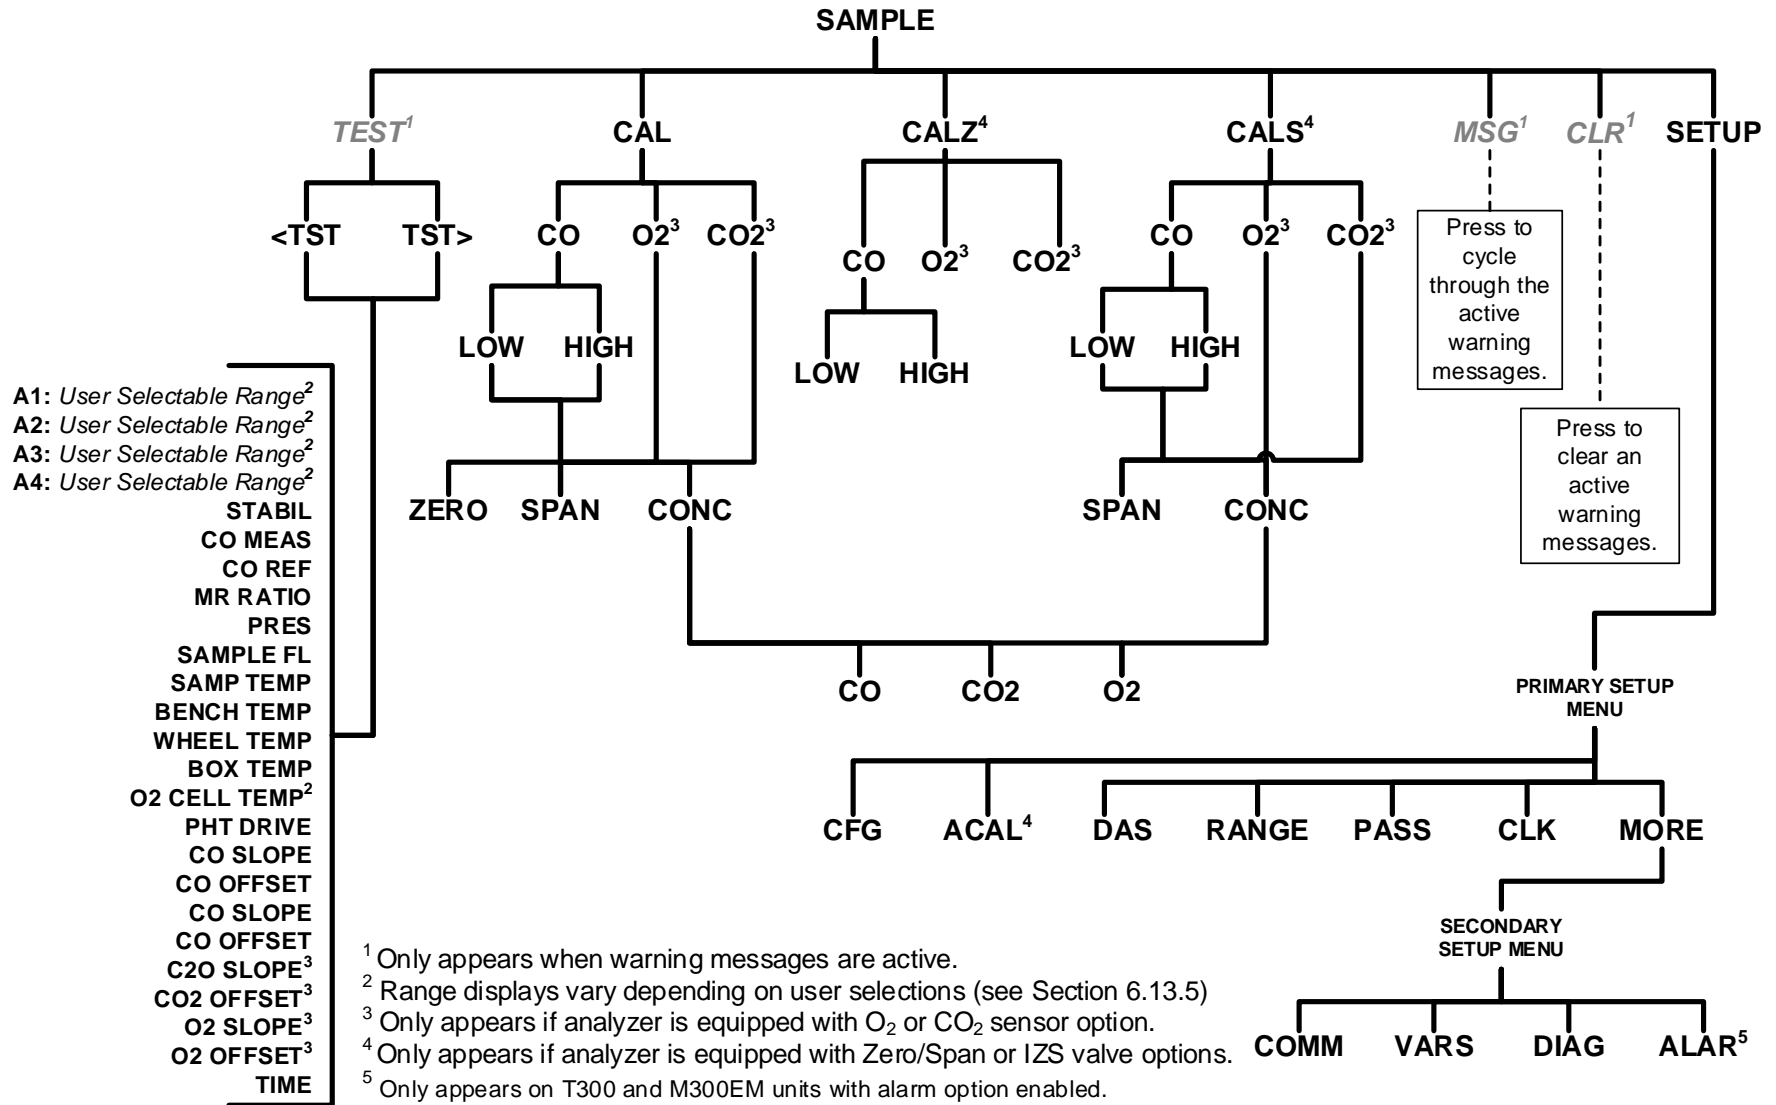 SAMPLE
TEST¹ CAL CALZ⁴ CALS⁴ MSG¹ CLR¹ SETUP
<TST TST> CO O2³ CO2³ CO O2³ CO2³ CO O2³ CO2³
LOW HIGH LOW HIGH LOW HIGH
Press to
cycle
through the
active
warning
messages.
Press to
clear an
active
warning
messages.
ZERO SPAN CONC SPAN CONC
CO CO2 O2
A1: User Selectable Range²
A2: User Selectable Range²
A3: User Selectable Range²
A4: User Selectable Range²
STABIL
CO MEAS
CO REF
MR RATIO
PRES
SAMPLE FL
SAMP TEMP
BENCH TEMP
WHEEL TEMP
BOX TEMP
O2 CELL TEMP²
PHT DRIVE
CO SLOPE
CO OFFSET
CO SLOPE
CO OFFSET
C2O SLOPE³
CO2 OFFSET³
O2 SLOPE³
O2 OFFSET³
TIME
PRIMARY SETUP
MENU
CFG ACAL⁴ DAS RANGE PASS CLK MORE
SECONDARY
SETUP MENU
COMM VARS DIAG ALAR⁵
¹ Only appears when warning messages are active.
² Range displays vary depending on user selections (see Section 6.13.5)
³ Only appears if analyzer is equipped with O₂ or CO₂ sensor option.
⁴ Only appears if analyzer is equipped with Zero/Span or IZS valve options.
⁵ Only appears on T300 and M300EM units with alarm option enabled.